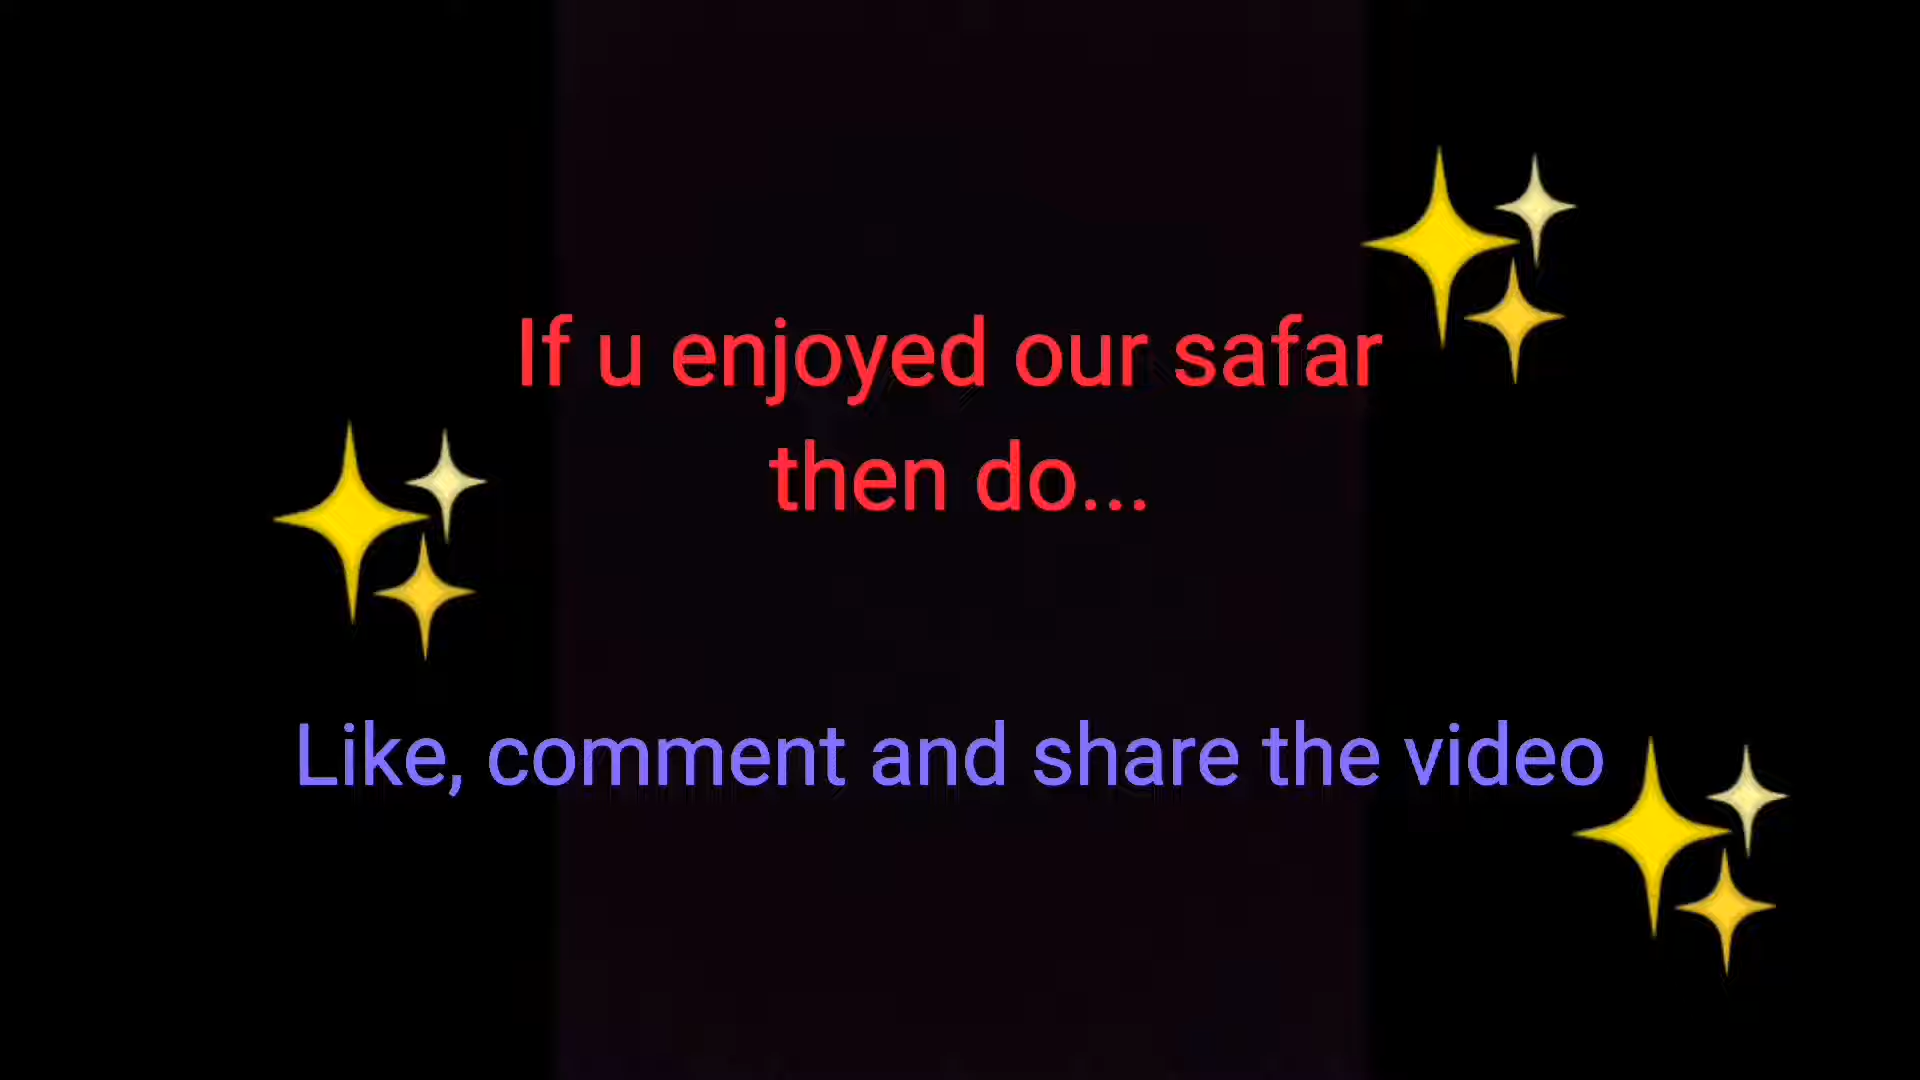 If u enjoyed our safar
then do...
Like, comment and share the video